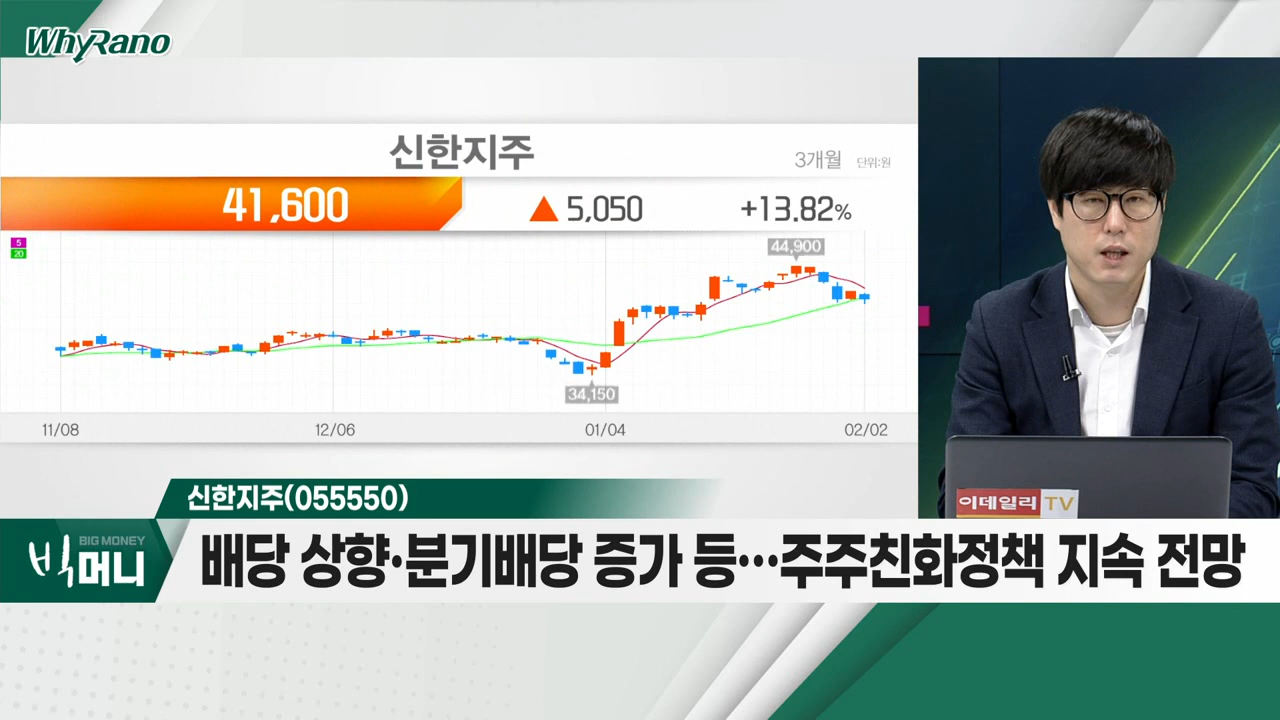 WhyRano
신한지주
3개월 단위:원
41,600 ▲ 5,050 +13.82%
5
20
44,900
34,150
11/08 12/06 01/04 02/02
이데일리 TV
신한지주(055550)
BIG MONEY
빅머니
배당 상향·분기배당 증가 등…주주친화정책 지속 전망